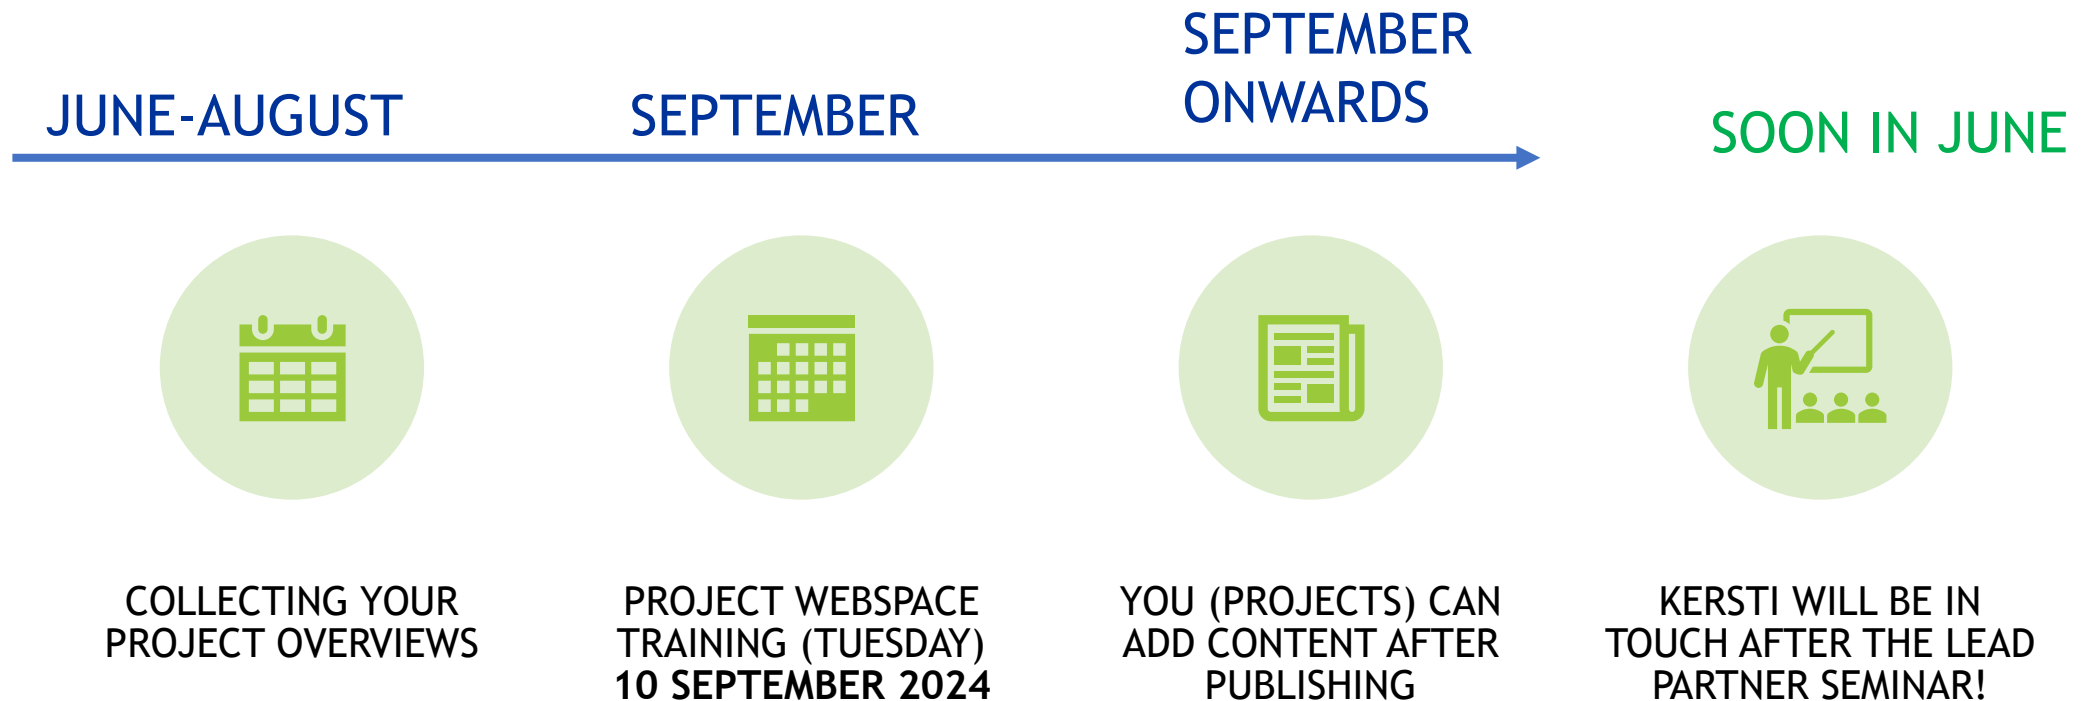 JUNE-AUGUST
SEPTEMBER
SEPTEMBER
ONWARDS
SOON IN JUNE
COLLECTING YOUR
PROJECT OVERVIEWS
PROJECT WEBSPACE
TRAINING (TUESDAY)
10 SEPTEMBER 2024
YOU (PROJECTS) CAN
ADD CONTENT AFTER
PUBLISHING
KERSTI WILL BE IN
TOUCH AFTER THE LEAD
PARTNER SEMINAR!